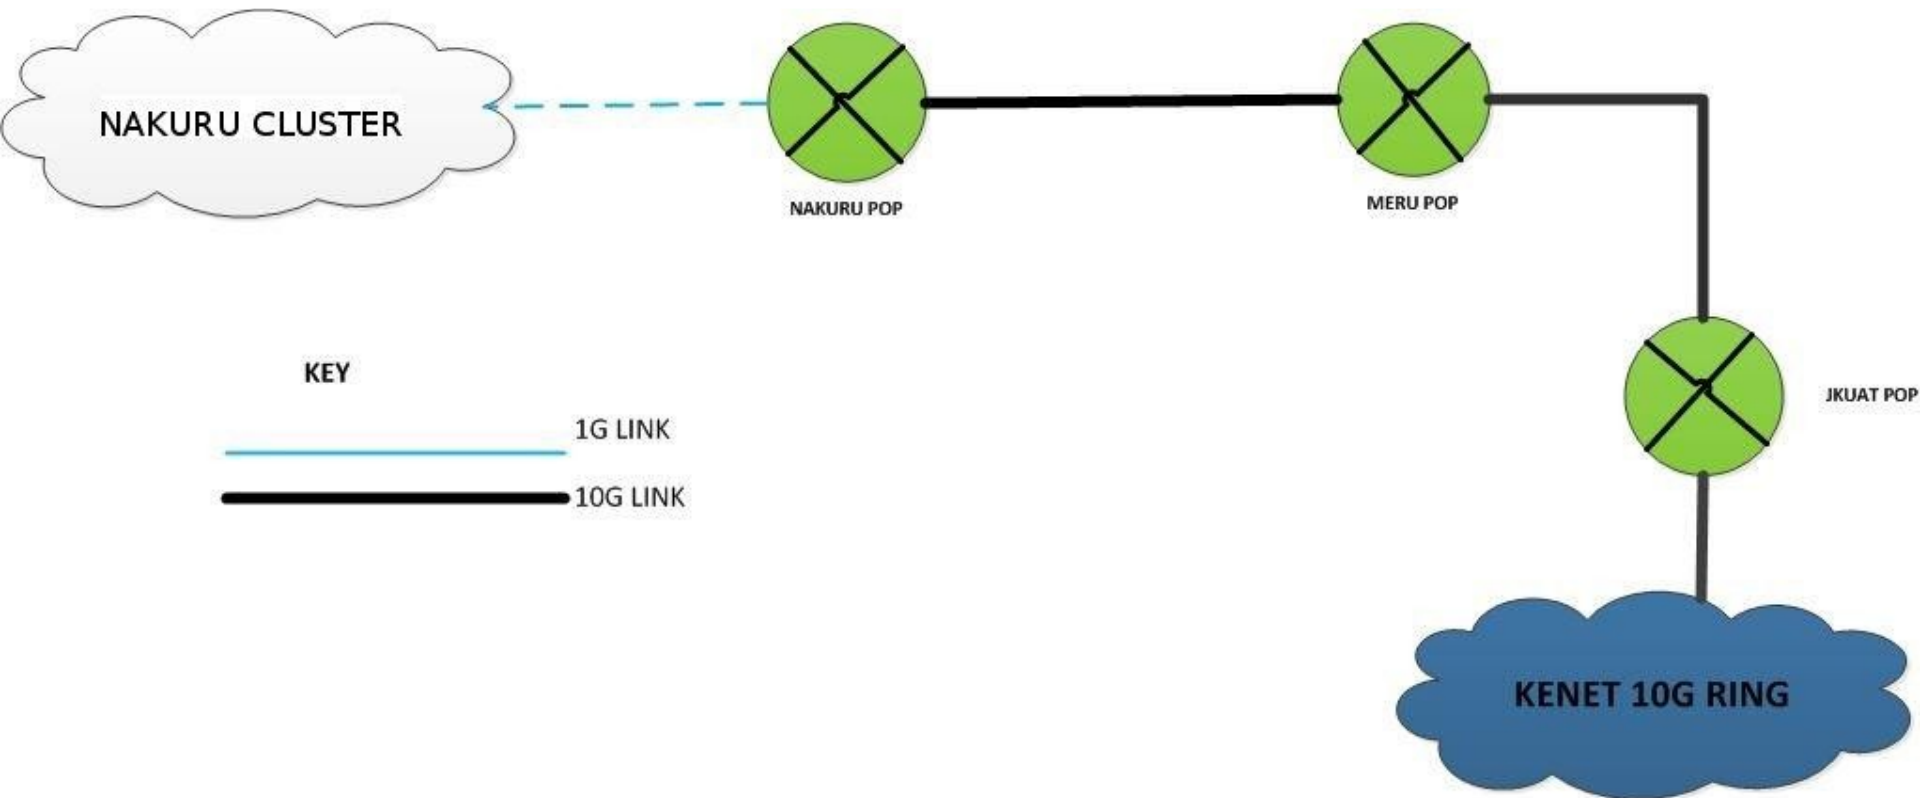 NAKURU CLUSTER
NAKURU POP
MERU POP
KEY
1G LINK
10G LINK
JKUAT POP
KENET 10G RING